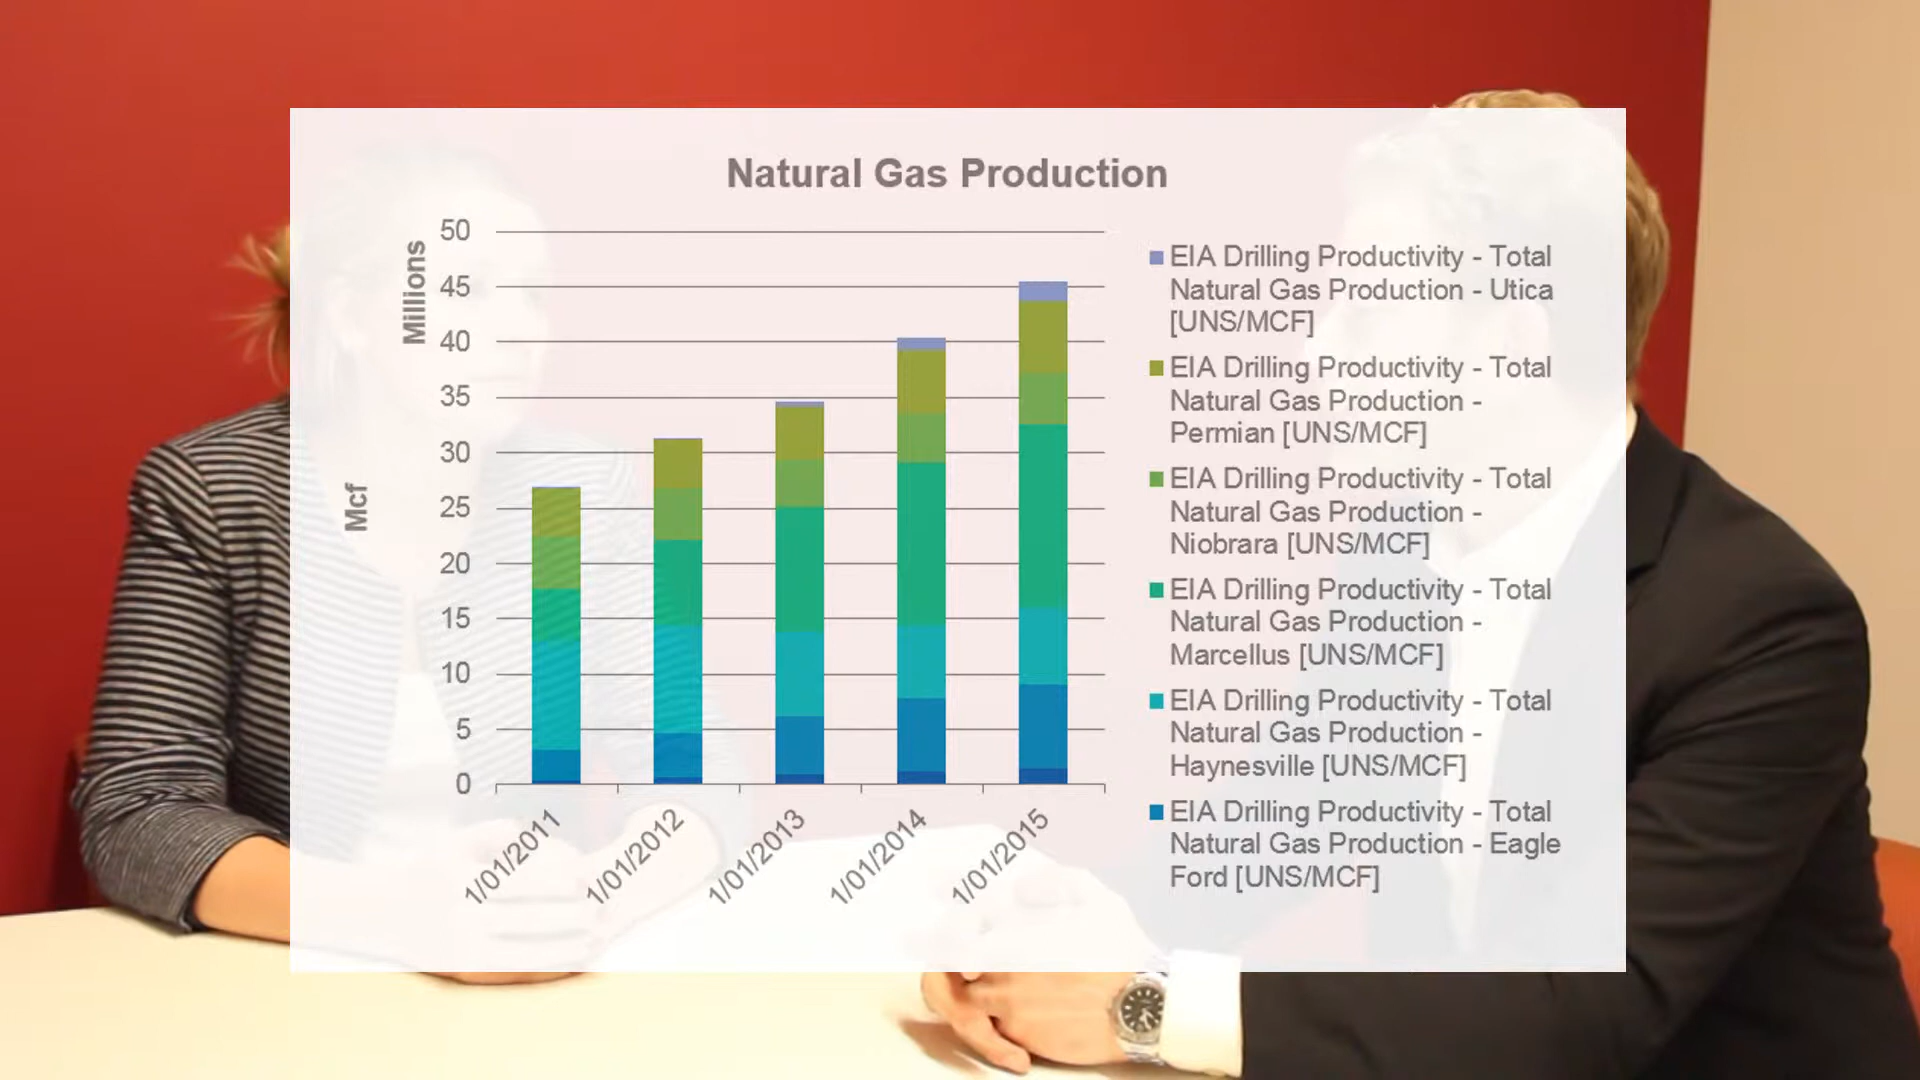 Natural Gas Production
Millions
Mcf
50
45
40
35
30
25
20
15
10
5
0
1/01/2011
1/01/2012
1/01/2013
1/01/2014
1/01/2015
EIA Drilling Productivity - Total
Natural Gas Production - Utica
[UNS/MCF]
EIA Drilling Productivity - Total
Natural Gas Production -
Permian [UNS/MCF]
EIA Drilling Productivity - Total
Natural Gas Production -
Niobrara [UNS/MCF]
EIA Drilling Productivity - Total
Natural Gas Production -
Marcellus [UNS/MCF]
EIA Drilling Productivity - Total
Natural Gas Production -
Haynesville [UNS/MCF]
EIA Drilling Productivity - Total
Natural Gas Production - Eagle
Ford [UNS/MCF]